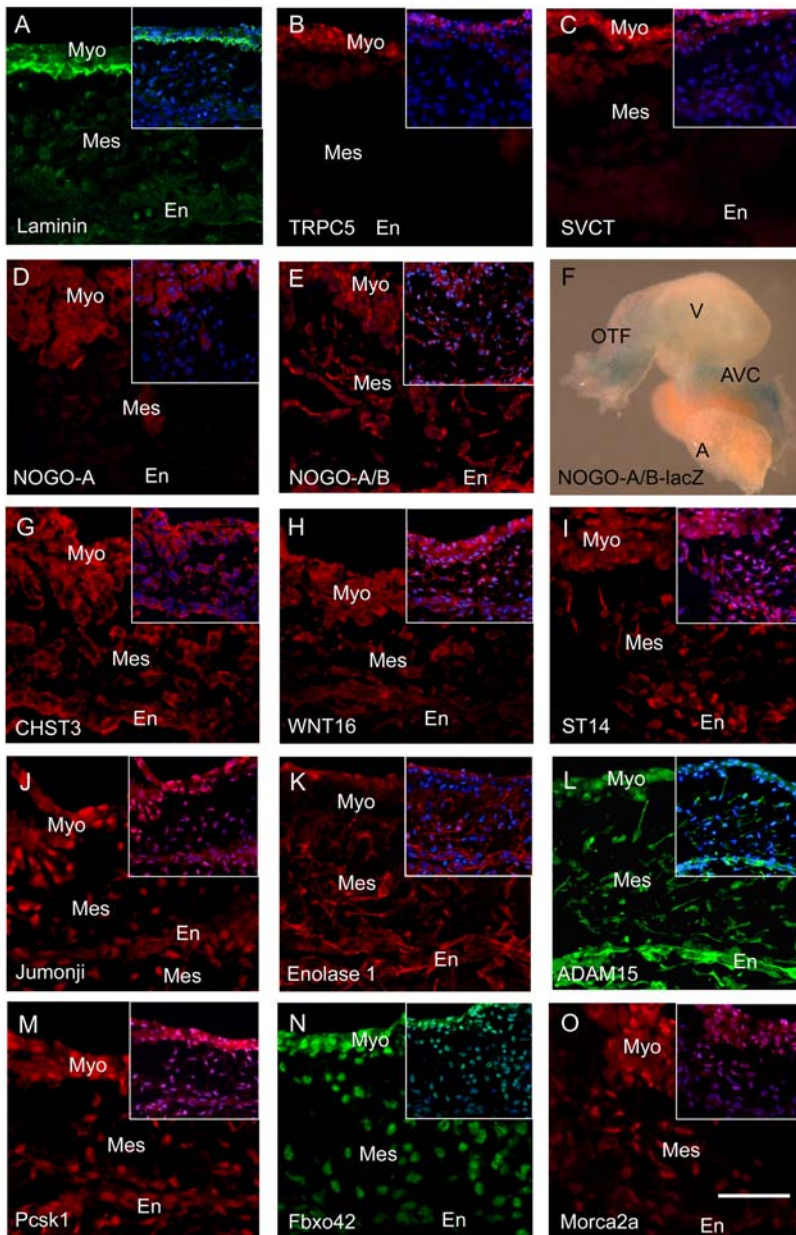 A
Myo
Mes
En
Laminin
B
Myo
Mes
TRPC5
En
C
Myo
Mes
SVCT
En
D
Myo
Mes
NOGO-A
En
E
Myo
Mes
NOGO-A/B
En
F
V
OTF
AVC
A
NOGO-A/B-lacZ
G
Myo
Mes
CHST3
En
H
Myo
Mes
WNT16
En
I
Myo
Mes
ST14
En
J
Myo
Mes
En
Jumonji
Mes
K
Myo
Mes
Enolase 1
En
L
Myo
Mes
En
ADAM15
M
Myo
Mes
En
Pcsk1
N
Myo
Mes
Fbxo42
En
O
Myo
Mes
Morca2a
En